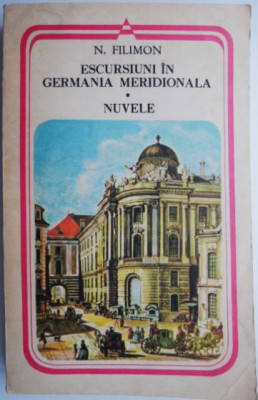 N. FILIMON
ESCURSIUNI ÎN
GERMANIA MERIDIONALA
•
NUVELE